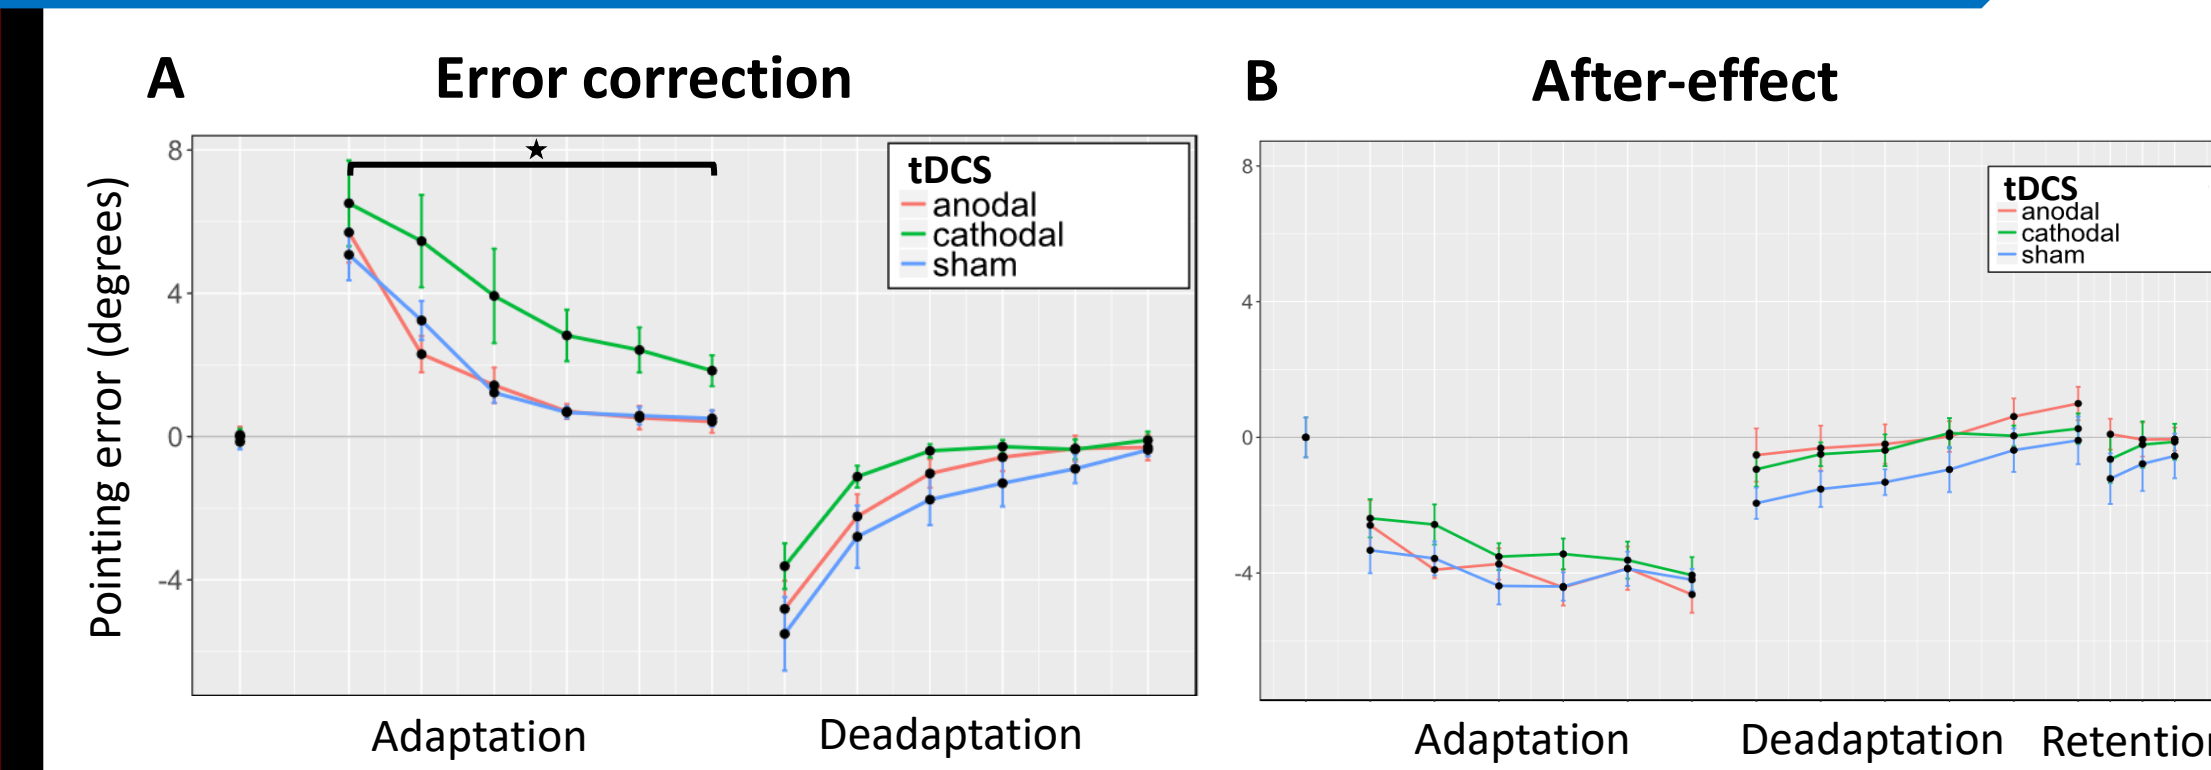 A
Error correction
8
4
0
-4
Pointing error (degrees)
★
tDCS
anodal
cathodal
sham
Adaptation
Deadaptation
B
After-effect
8
4
0
-4
tDCS
anodal
cathodal
sham
Adaptation
Deadaptation
Retentio